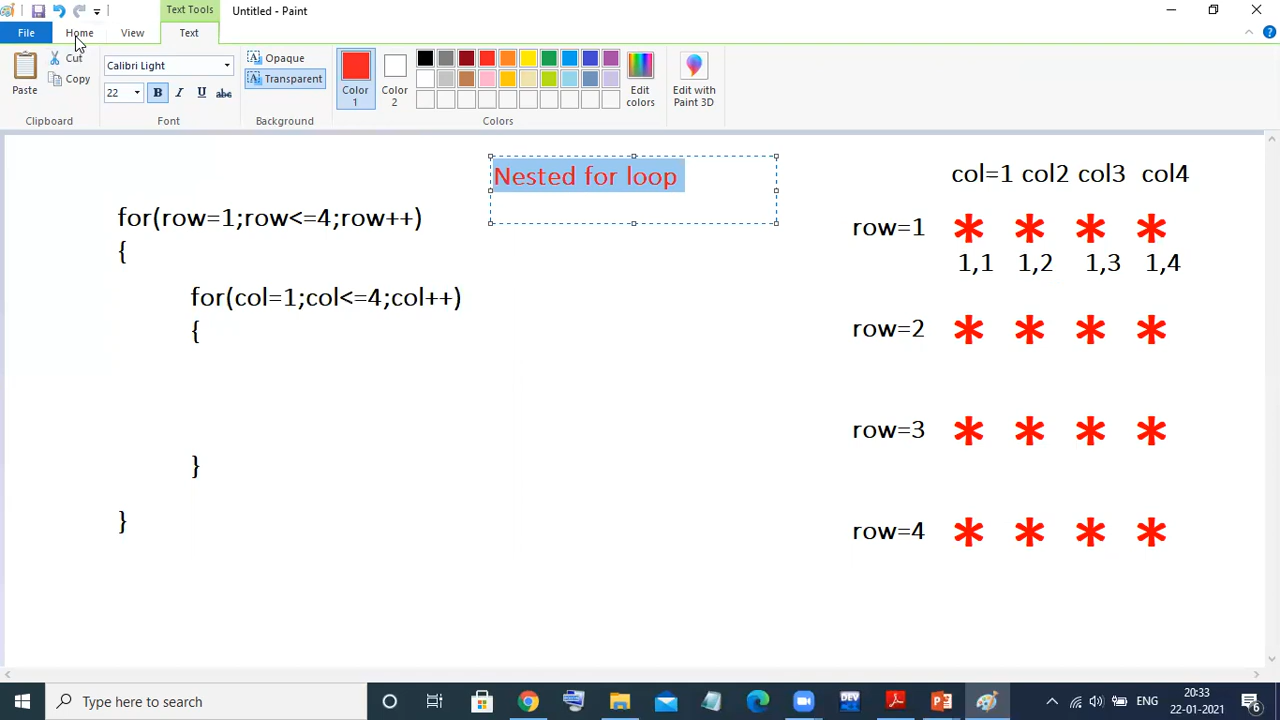 Text Tools
Untitled - Paint
File
Home
View
Text
Paste
Cut
Copy
Clipboard
Calibri Light
22
B I U abc
Font
Opaque
Transparent
Background
Color 1
Color 2
Edit colors
Edit with Paint 3D
Colors
Nested for loop
for(row=1;row<=4;row++)
{
for(col=1;col<=4;col++)
{
}
}
col=1 col2 col3 col4
row=1 * * * *
1,1 1,2 1,3 1,4
row=2 * * * *
row=3 * * * *
row=4 * * * *
Type here to search
DEV
ENG
20:33
22-01-2021
6